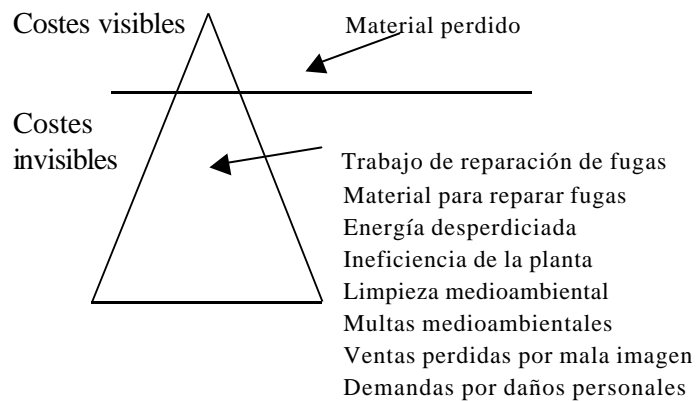 Costes visibles
Material perdido
Costes
invisibles
Trabajo de reparación de fugas
Material para reparar fugas
Energía desperdiciada
Ineficiencia de la planta
Limpieza medioambiental
Multas medioambientales
Ventas perdidas por mala imagen
Demandas por daños personales